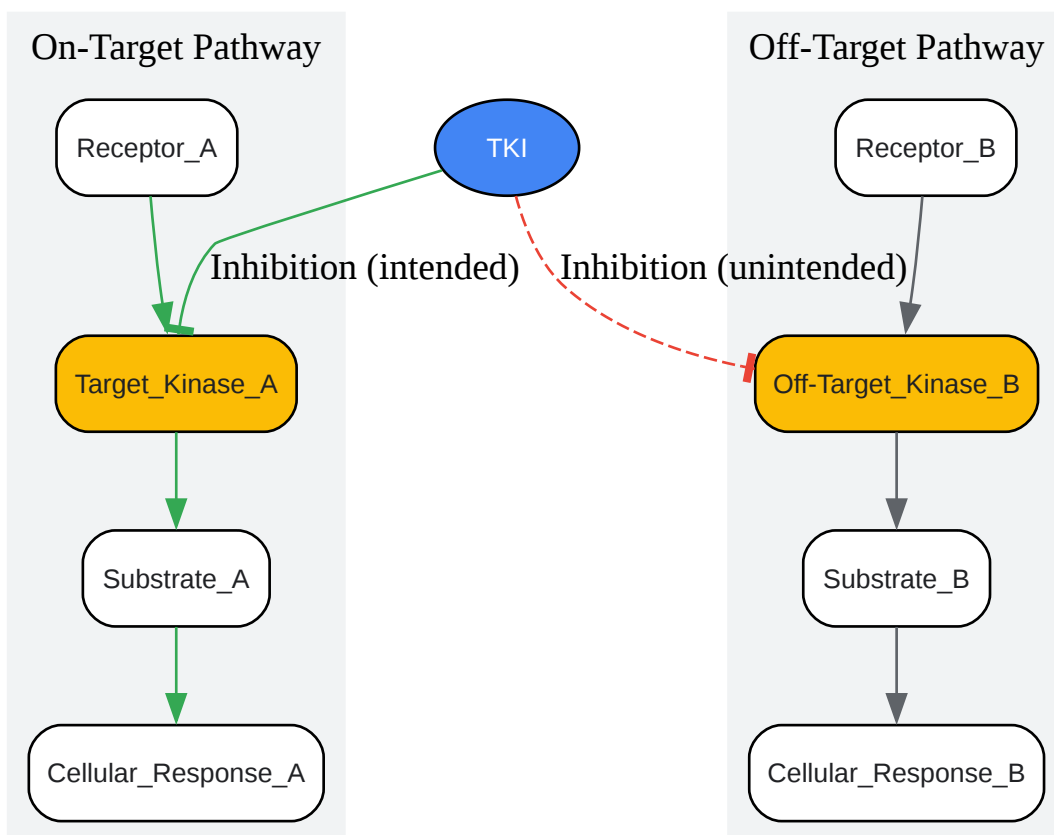 On-Target Pathway
Off-Target Pathway
Receptor_A
TKI
Receptor_B
Inhibition (intended)
Inhibition (unintended)
Target_Kinase_A
Off-Target_Kinase_B
Substrate_A
Substrate_B
Cellular_Response_A
Cellular_Response_B